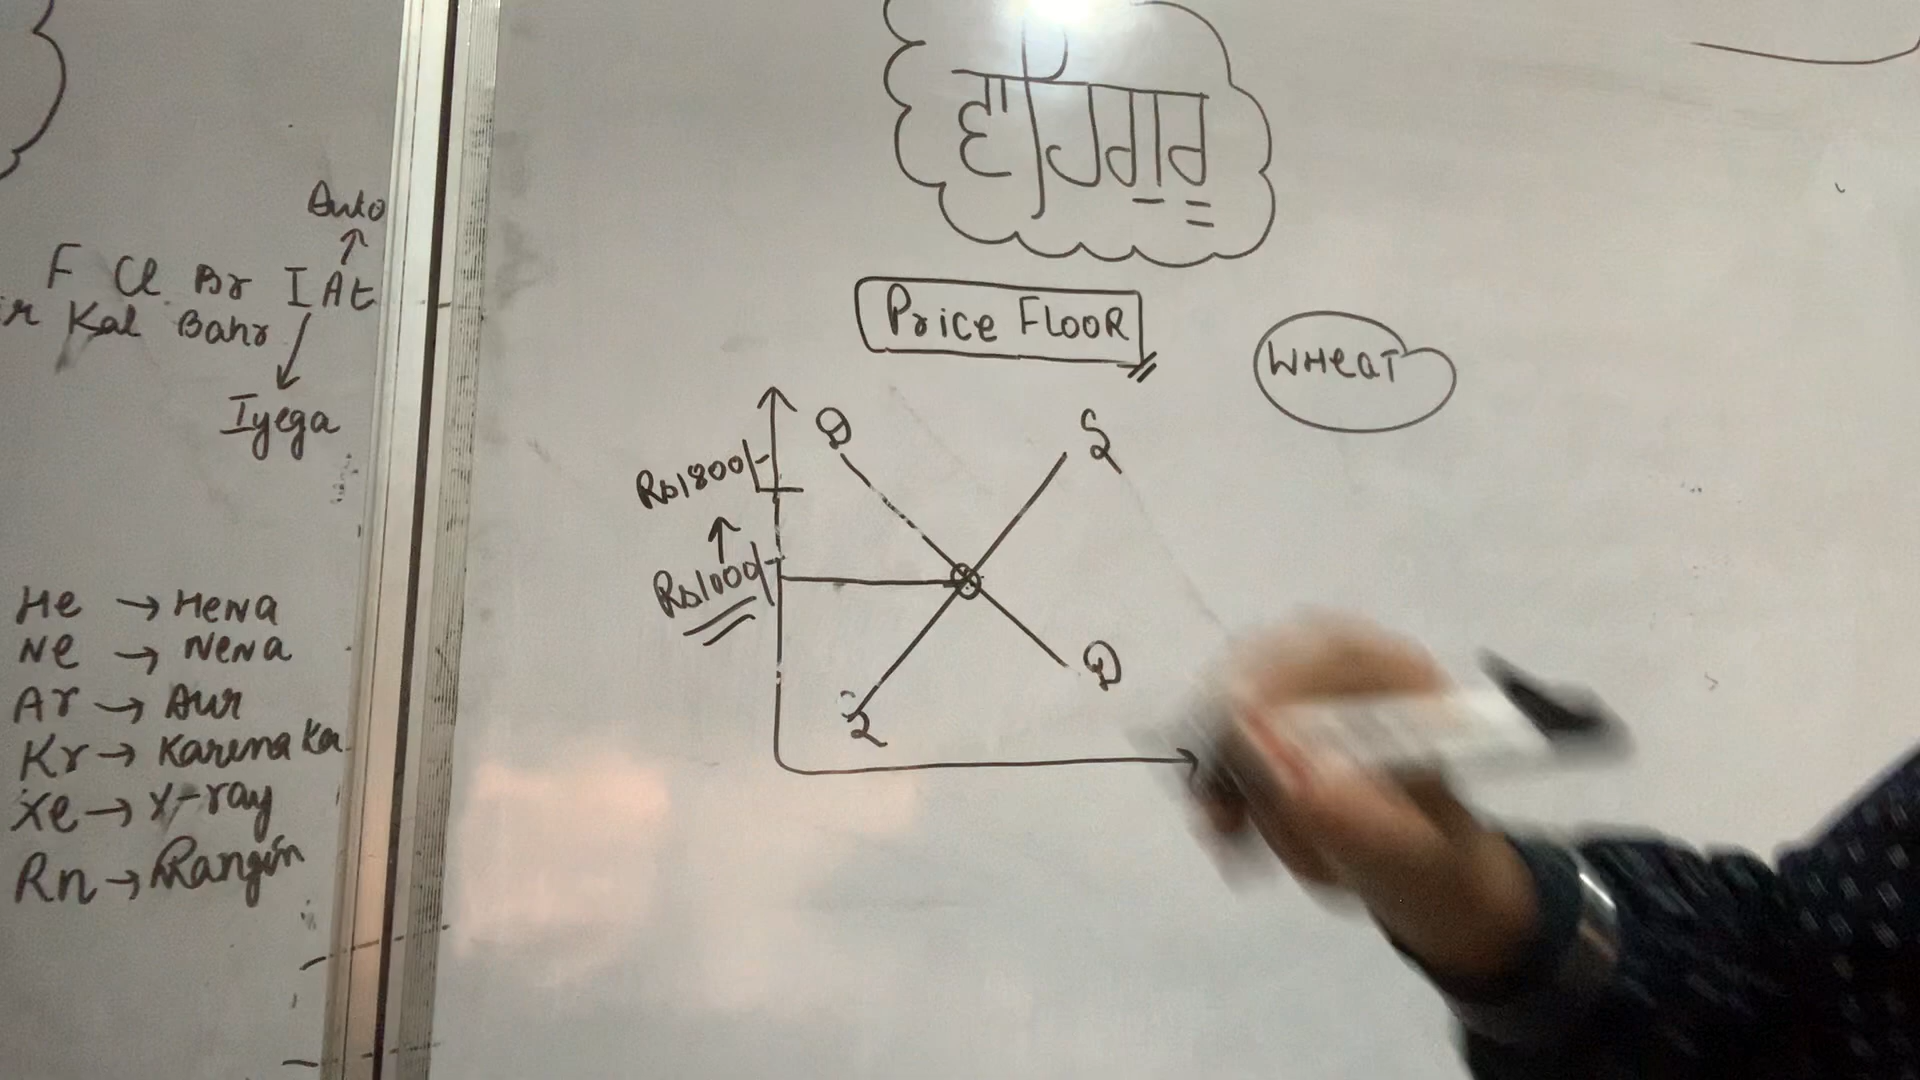 ਵਾਹਿਗੁਰੂ
Price FLOOR
WHeaT
D
S
Rs1800/-
Rs1000/-
S
D
Auto
F Cl Br I At
Kal Bahr
Iyega
He → HeNa
Ne → NeNa
Ar → Aur
Kr → Karena Ka
Xe → X-ray
Rn → Rangin